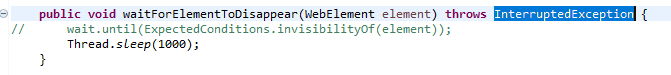 public void waitForElementToDisappear(WebElement element) throws InterruptedException {
//      wait.until(ExpectedConditions.invisibilityOf(element));
Thread.sleep(1000);
}